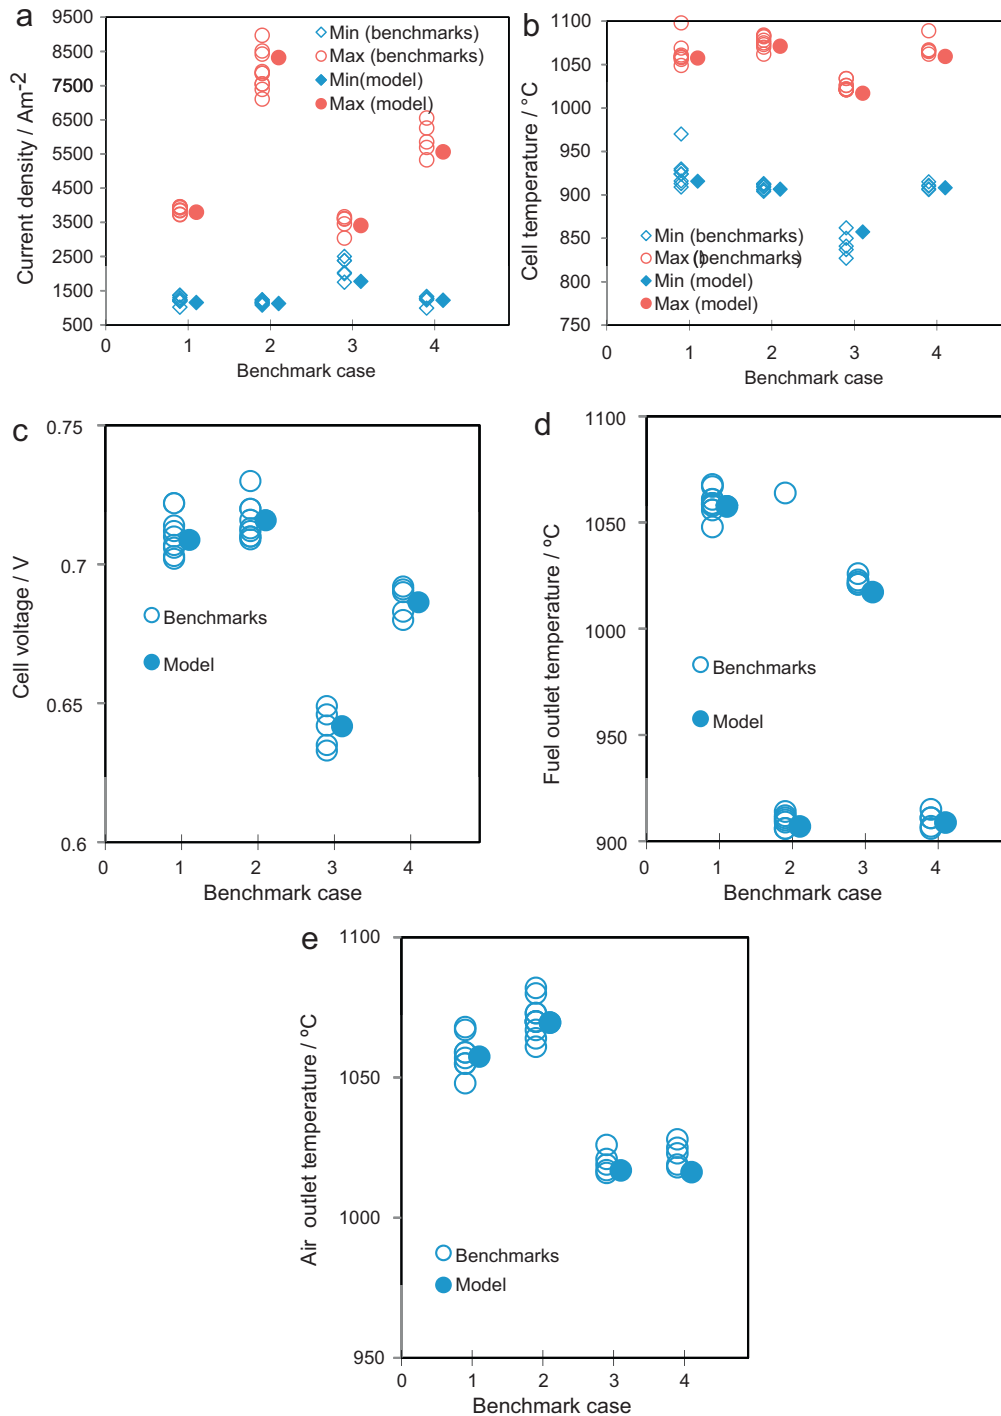 a
9500
8500
7500
6500
5500
4500
3500
2500
1500
500
Current density / Am-2
Min (benchmarks)
Max (benchmarks)
Min(model)
Max (model)
0
1
2
3
4
Benchmark case
b
1100
1050
1000
950
900
850
800
750
Cell temperature / °C
Min (benchmarks)
Max (benchmarks)
Min (model)
Max (model)
0
1
2
3
4
Benchmark case
c
0.75
0.7
0.65
0.6
Cell voltage / V
Benchmarks
Model
0
1
2
3
4
Benchmark case
d
1100
1050
1000
950
900
Fuel outlet temperature / ºC
Benchmarks
Model
0
1
2
3
4
Benchmark case
e
1100
1050
1000
950
Air outlet temperature / ºC
Benchmarks
Model
0
1
2
3
4
Benchmark case